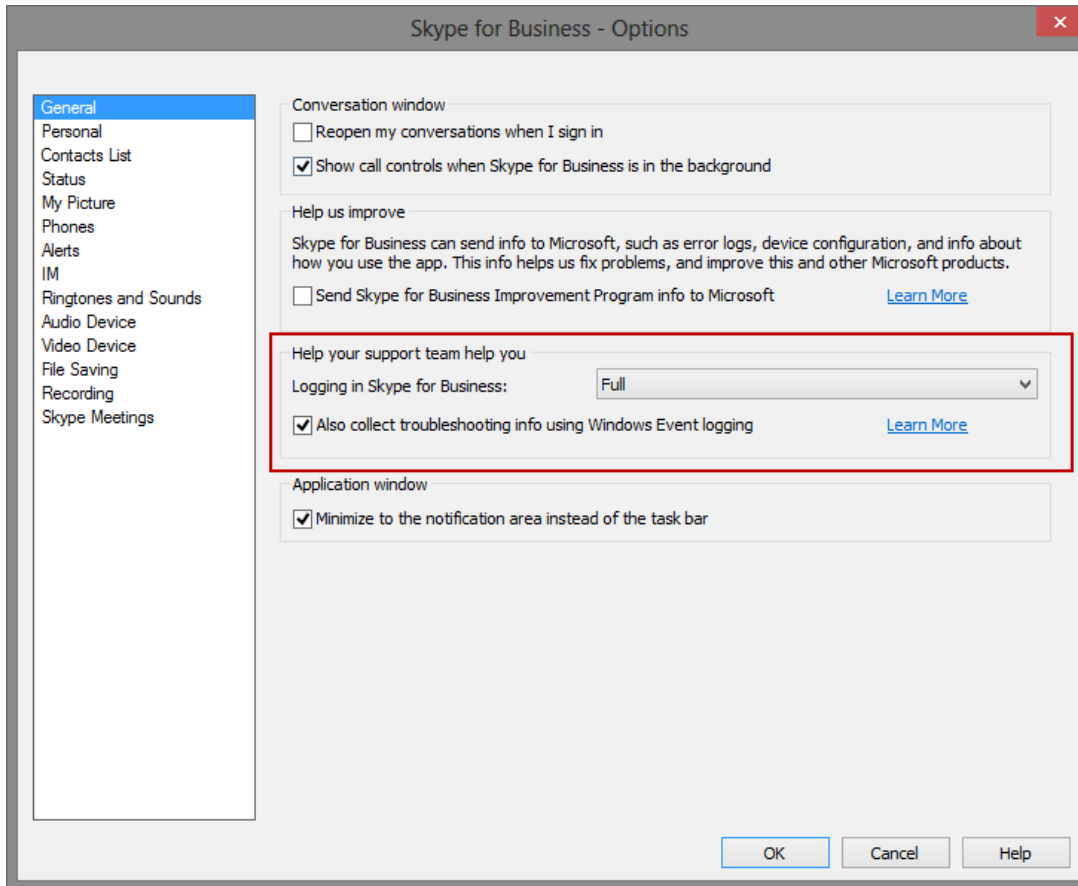 Skype for Business - Options
General
Personal
Contacts List
Status
My Picture
Phones
Alerts
IM
Ringtones and Sounds
Audio Device
Video Device
File Saving
Recording
Skype Meetings
Conversation window
Reopen my conversations when I sign in
Show call controls when Skype for Business is in the background
Help us improve
Skype for Business can send info to Microsoft, such as error logs, device configuration, and info about
how you use the app. This info helps us fix problems, and improve this and other Microsoft products.
Send Skype for Business Improvement Program info to Microsoft Learn More
Help your support team help you
Logging in Skype for Business: Full
Also collect troubleshooting info using Windows Event logging Learn More
Application window
Minimize to the notification area instead of the task bar
OK Cancel Help